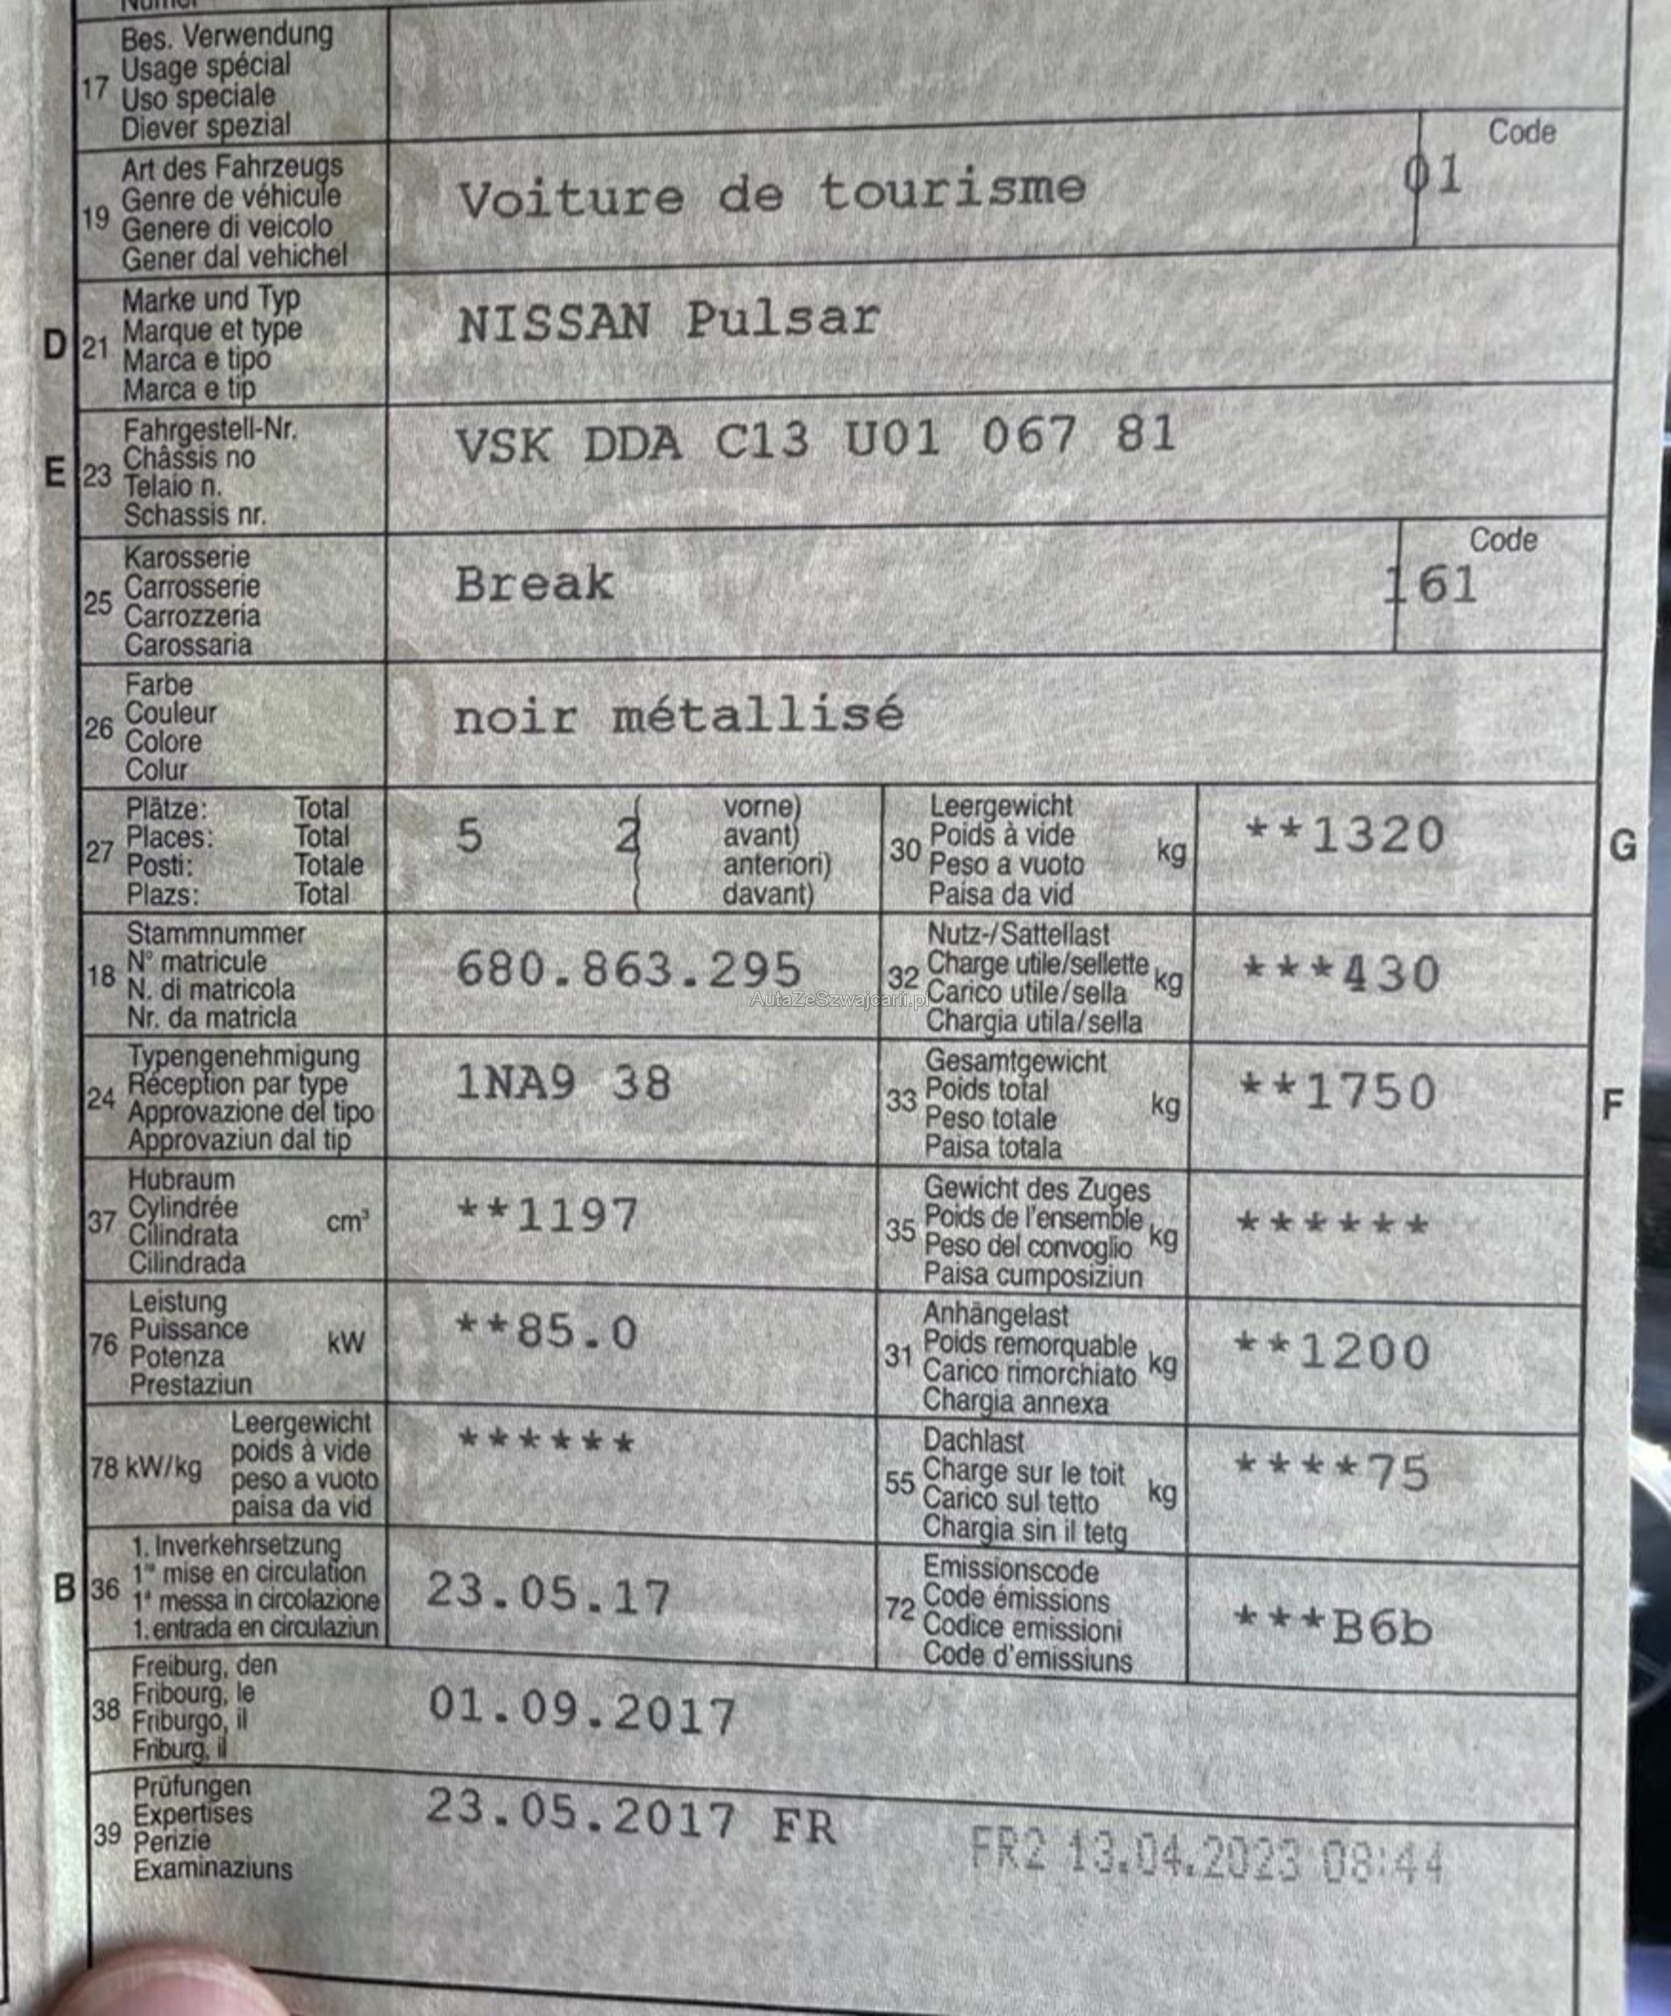 Bes. Verwendung
17 Usage spécial
Uso speciale
Diever spezial
Art des Fahrzeugs
19 Genre de véhicule
Genere di veicolo
Gener dal vehichel
Voiture de tourisme
Code
01
Marke und Typ
D 21 Marque et type
Marca e tipo
Marca e tip
NISSAN Pulsar
Fahrgestell-Nr.
E 23 Châssis no
Telaio n.
Schassis nr.
VSK DDA C13 U01 067 81
Karosserie
25 Carrosserie
Carrozzeria
Carossaria
Break
Code
161
Farbe
26 Couleur
Colore
Colur
noir métallisé
Plätze: Total
27 Places: Total
Posti: Totale
Plazs: Total
5 2
( vorne)
( avant)
( anteriori)
( davant)
Leergewicht
30 Poids à vide kg
Peso a vuoto
Paisa da vid
**1320
G
Stammnummer
18 N° matricule
N. di matricola
Nr. da matricla
680.863.295
AutaZeSzwajcarii.pl
Nutz-/Sattellast
32 Charge utile/sellette kg
Carico utile/sella
Chargia utila/sella
***430
Typengenehmigung
24 Réception par type
Approvazione del tipo
Approvaziun dal tip
1NA9 38
Gesamtgewicht
33 Poids total kg
Peso totale
Paisa totala
**1750
F
Hubraum
37 Cylindrée cm³
Cilindrata
Cilindrada
**1197
Gewicht des Zuges
35 Poids de l'ensemble kg
Peso del convoglio
Paisa cumposiziun
******
Leistung
76 Puissance kW
Potenza
Prestaziun
**85.0
Anhängelast
31 Poids remorquable kg
Carico rimorchiato
Chargia annexa
**1200
Leergewicht
78 kW/kg poids à vide
peso a vuoto
paisa da vid
******
Dachlast
55 Charge sur le toit kg
Carico sul tetto
Chargia sin il tetg
****75
1. Inverkehrsetzung
B 36 1re mise en circulation
1a messa in circolazione
1. entrada en circulaziun
23.05.17
Emissionscode
72 Code émissions
Codice emissioni
Code d'emissiuns
***B6b
Freiburg, den
38 Fribourg, le
Friburgo, il
Friburg, il
01.09.2017
Prüfungen
39 Expertises
Perizie
Examinaziuns
23.05.2017 FR
FR2 13.04.2023 08:44